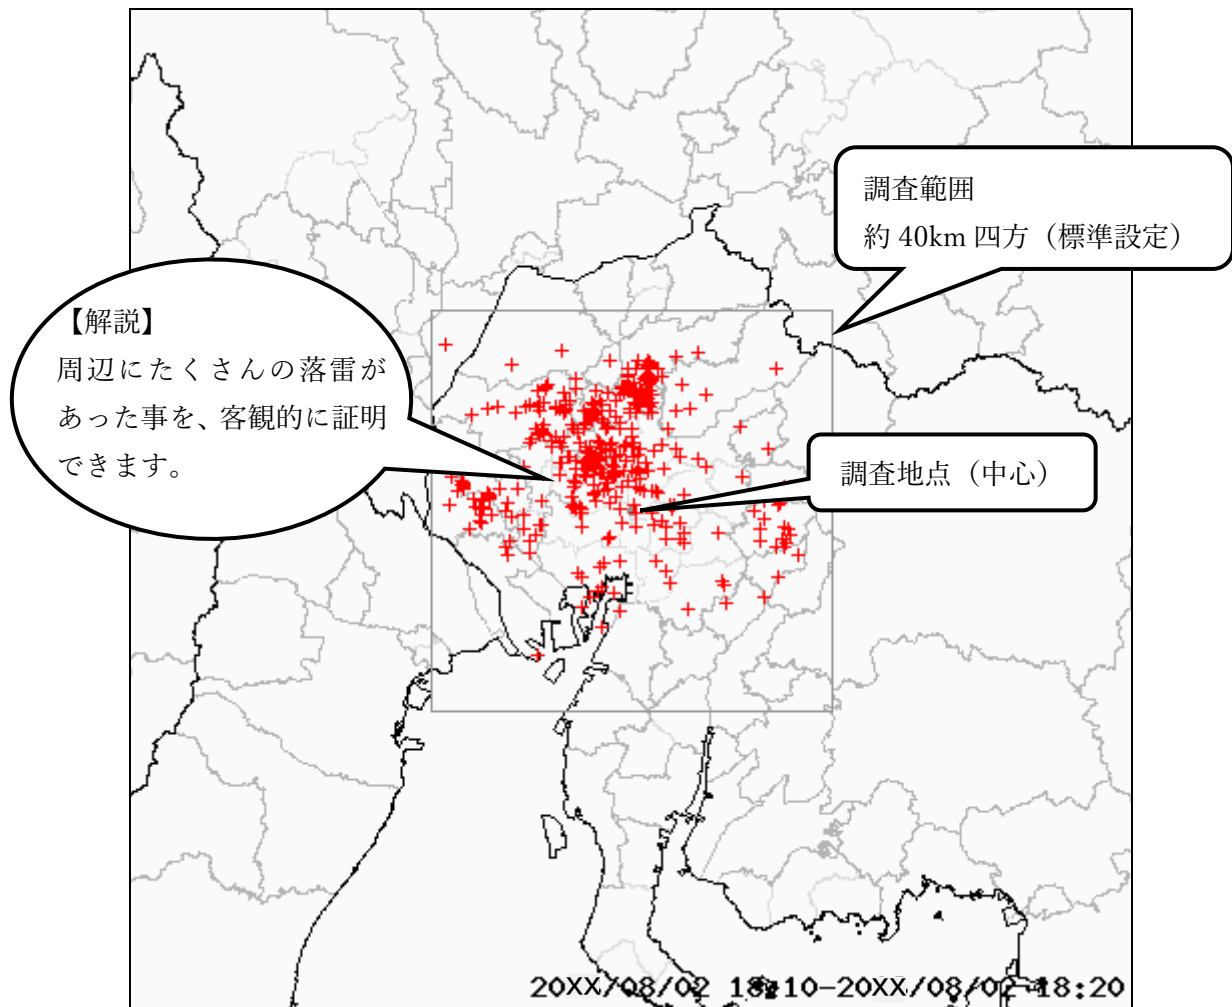 調査範囲
約 40km 四方（標準設定）
【解説】
周辺にたくさんの落雷が
あった事を、客観的に証明
できます。
調査地点（中心）
20XX/08/02 18:10-20XX/08/02 18:20